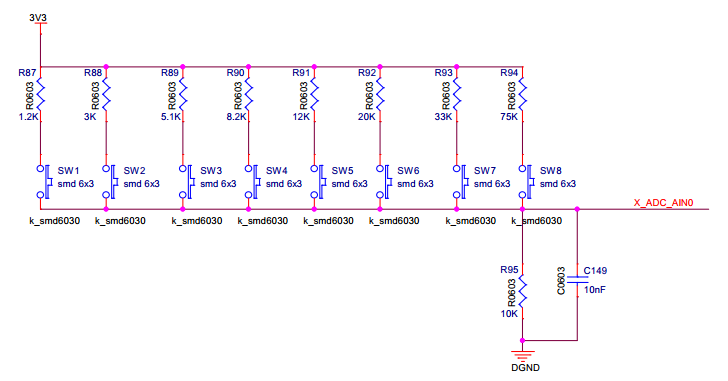 3V3
R87 R88 R89 R90 R91 R92 R93 R94
R0603 R0603 R0603 R0603 R0603 R0603 R0603 R0603
1.2K 3K 5.1K 8.2K 12K 20K 33K 75K
SW1 SW2 SW3 SW4 SW5 SW6 SW7 SW8
smd 6x3 smd 6x3 smd 6x3 smd 6x3 smd 6x3 smd 6x3 smd 6x3 smd 6x3
X_ADC_AIN0
k_smd6030 k_smd6030 k_smd6030 k_smd6030 k_smd6030 k_smd6030 k_smd6030 k_smd6030
R95 C149
R0603 C0603
10K 10nF
DGND